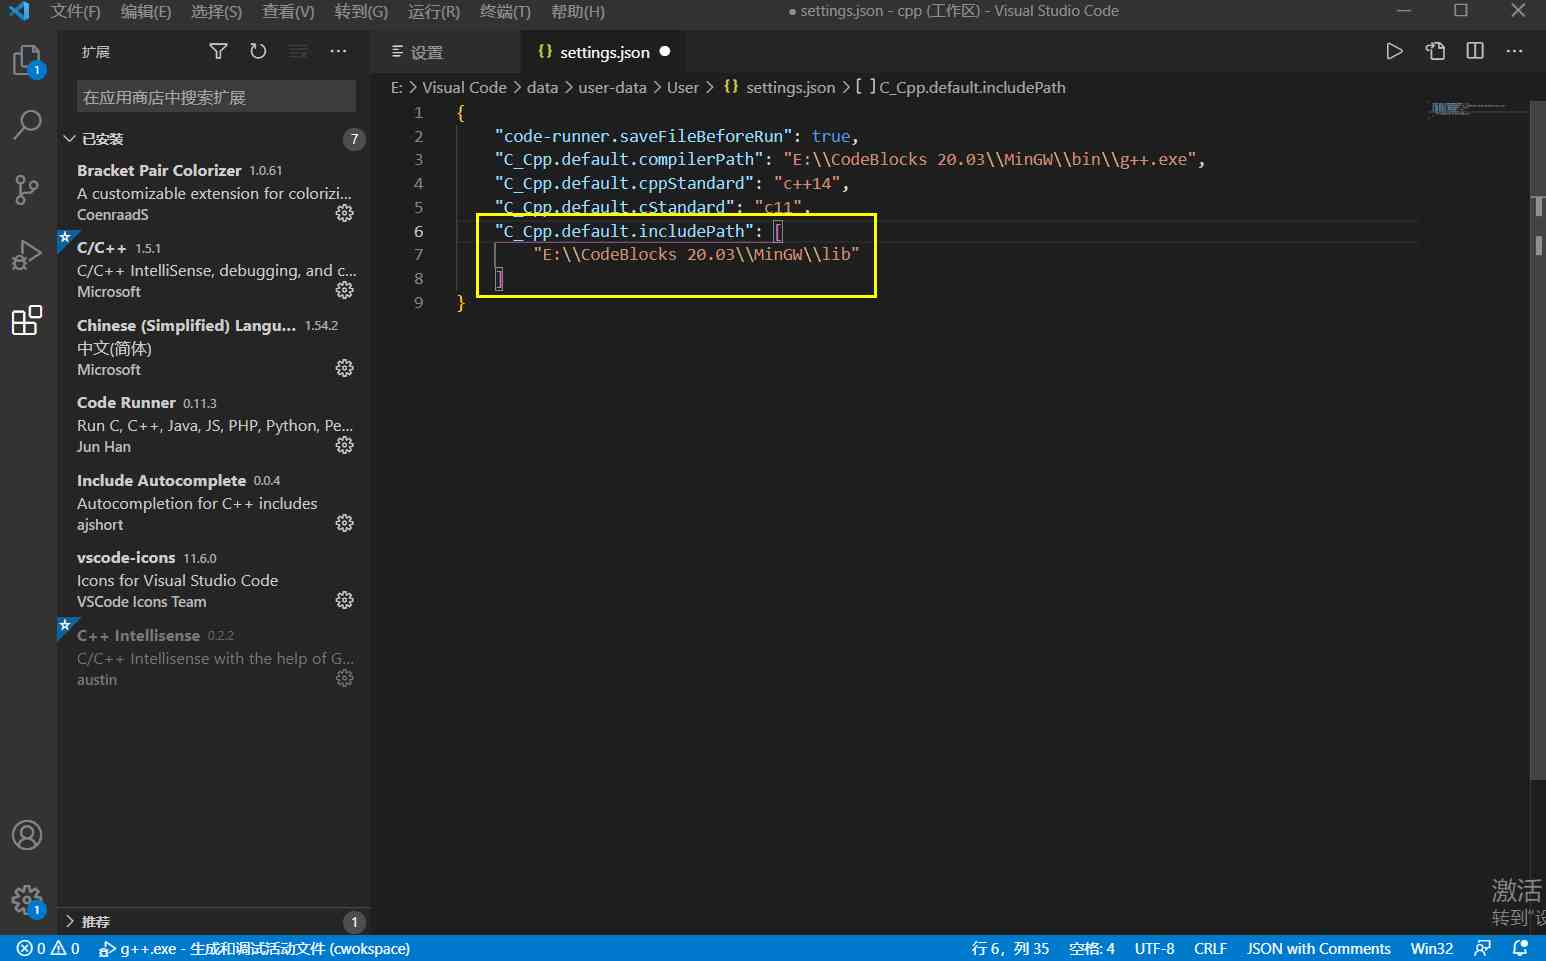 文件(F) 编辑(E) 选择(S) 查看(V) 转到(G) 运行(R) 终端(T) 帮助(H) ● settings.json - cpp (工作区) - Visual Studio Code
扩展
设置
{} settings.json ●
E: > Visual Code > data > user-data > User > {} settings.json > [ ] C_Cpp.default.includePath
在应用商店中搜索扩展
已安装 7
Bracket Pair Colorizer 1.0.61
A customizable extension for colorizi...
CoenraadS
C/C++ 1.5.1
C/C++ IntelliSense, debugging, and c...
Microsoft
Chinese (Simplified) Langu... 1.54.2
中文(简体)
Microsoft
Code Runner 0.11.3
Run C, C++, Java, JS, PHP, Python, Pe...
Jun Han
Include Autocomplete 0.0.4
Autocompletion for C++ includes
ajshort
vscode-icons 11.6.0
Icons for Visual Studio Code
VSCode Icons Team
C++ Intellisense 0.2.2
C/C++ Intellisense with the help of G...
austin
推荐 1
1
1
1 {
2 "code-runner.saveFileBeforeRun": true,
3 "C_Cpp.default.compilerPath": "E:\\CodeBlocks 20.03\\MinGW\\bin\\g++.exe",
4 "C_Cpp.default.cppStandard": "c++14",
5 "C_Cpp.default.cStandard": "c11",
6 "C_Cpp.default.includePath": [
7 "E:\\CodeBlocks 20.03\\MinGW\\lib"
8 ]
9 }
激活
转到"设
0 0 g++.exe - 生成和调试活动文件 (cwokspace) 行 6，列 35 空格: 4 UTF-8 CRLF JSON with Comments Win32